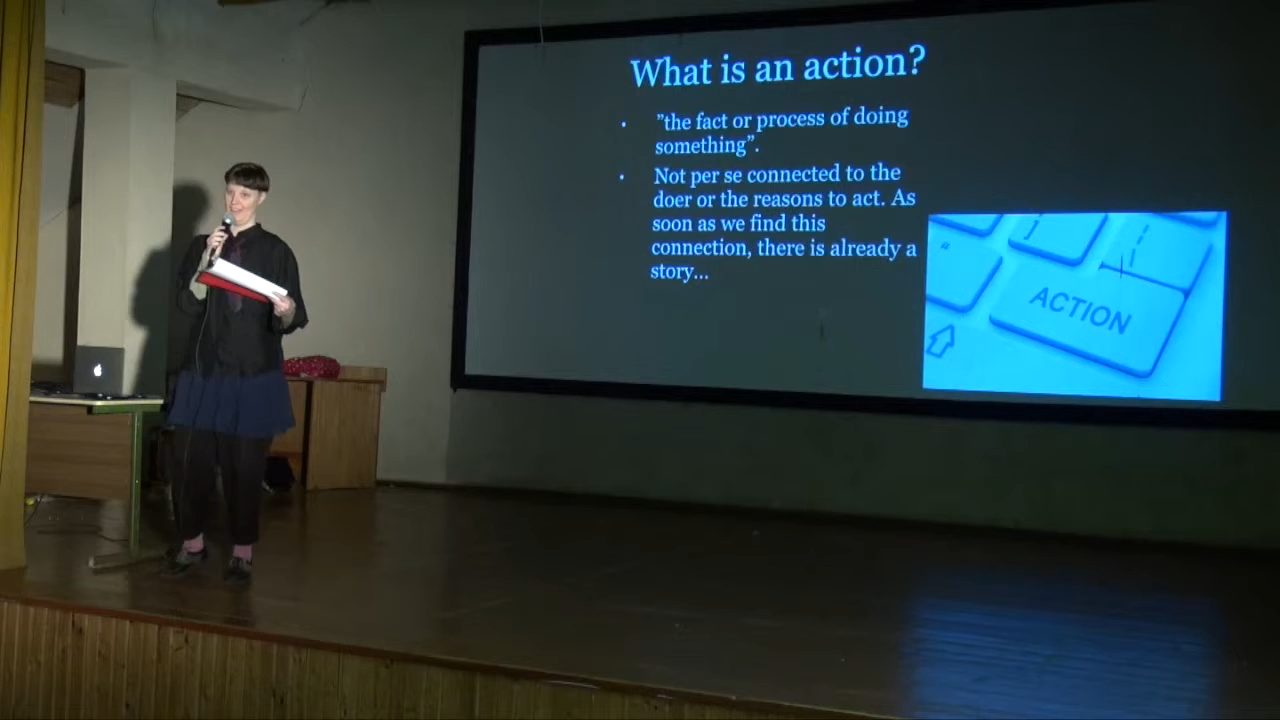 What is an action?
• ”the fact or process of doing
something”.
• Not per se connected to the
doer or the reasons to act. As
soon as we find this
connection, there is already a
story...
ACTION